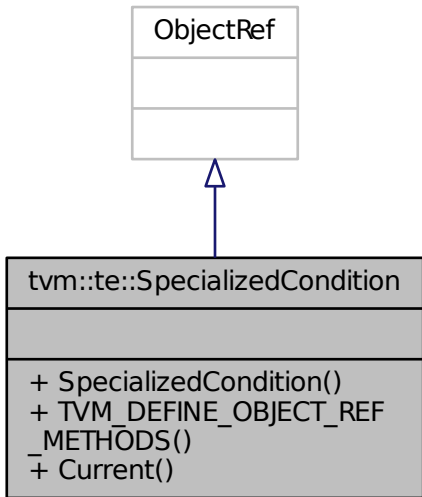 ObjectRef
tvm::te::SpecializedCondition
+ SpecializedCondition()
+ TVM_DEFINE_OBJECT_REF
_METHODS()
+ Current()